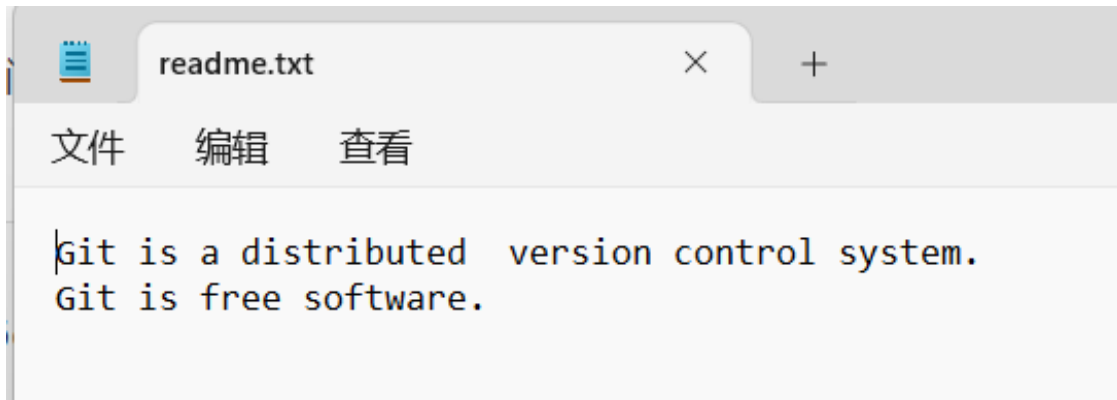 readme.txt
文件 编辑 查看
Git is a distributed  version control system.
Git is free software.